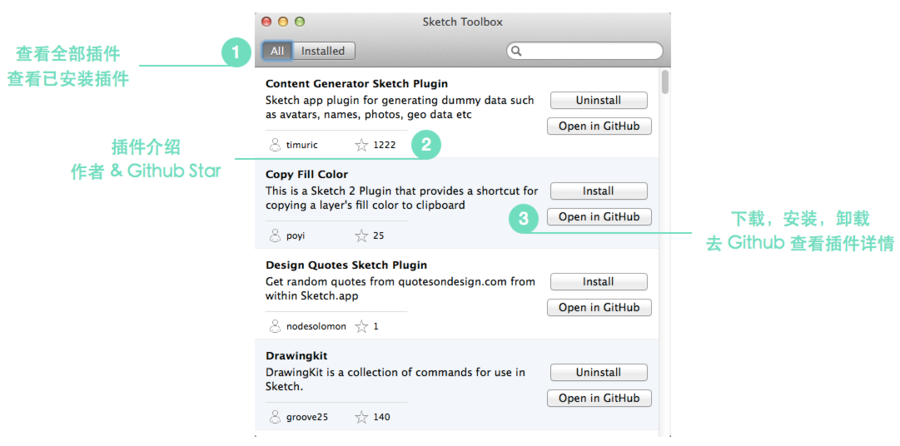 Sketch Toolbox
All Installed
1
查看全部插件
查看已安装插件
Content Generator Sketch Plugin
Sketch app plugin for generating dummy data such
as avatars, names, photos, geo data etc
Uninstall
Open in GitHub
timuric 1222
2
插件介绍
作者 & Github Star
Copy Fill Color
This is a Sketch 2 Plugin that provides a shortcut for
copying a layer's fill color to clipboard
Install
Open in GitHub
poyi 25
3
下载，安装，卸载
去 Github 查看插件详情
Design Quotes Sketch Plugin
Get random quotes from quotesondesign.com from
within Sketch.app
Install
Open in GitHub
nodesolomon 1
Drawingkit
DrawingKit is a collection of commands for use in
Sketch.
Uninstall
Open in GitHub
groove25 140